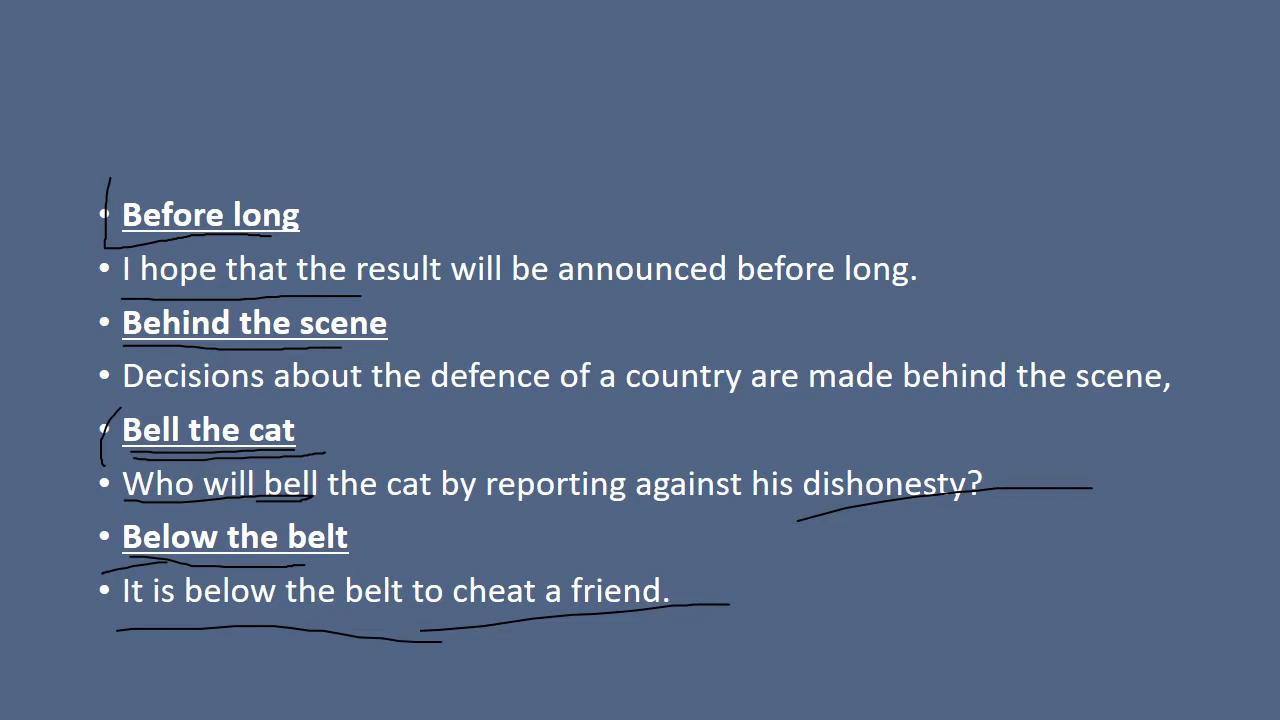 • Before long
• I hope that the result will be announced before long.
• Behind the scene
• Decisions about the defence of a country are made behind the scene,
• Bell the cat
• Who will bell the cat by reporting against his dishonesty?
• Below the belt
• It is below the belt to cheat a friend.